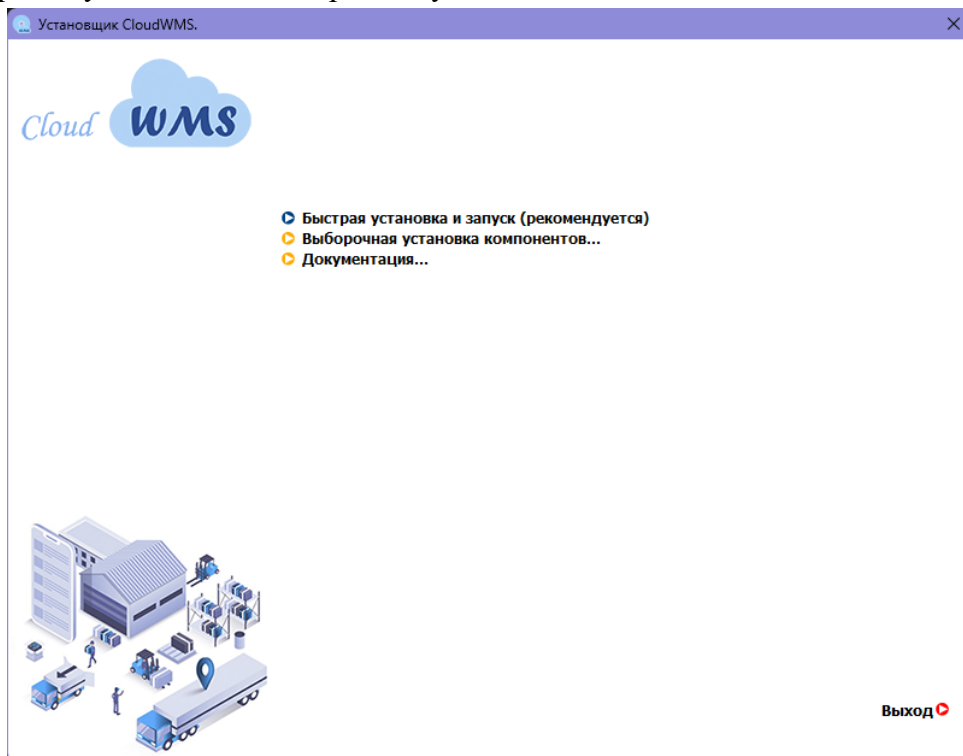 Установщик CloudWMS.
Cloud WMS
Быстрая установка и запуск (рекомендуется)
Выборочная установка компонентов...
Документация...
Выход